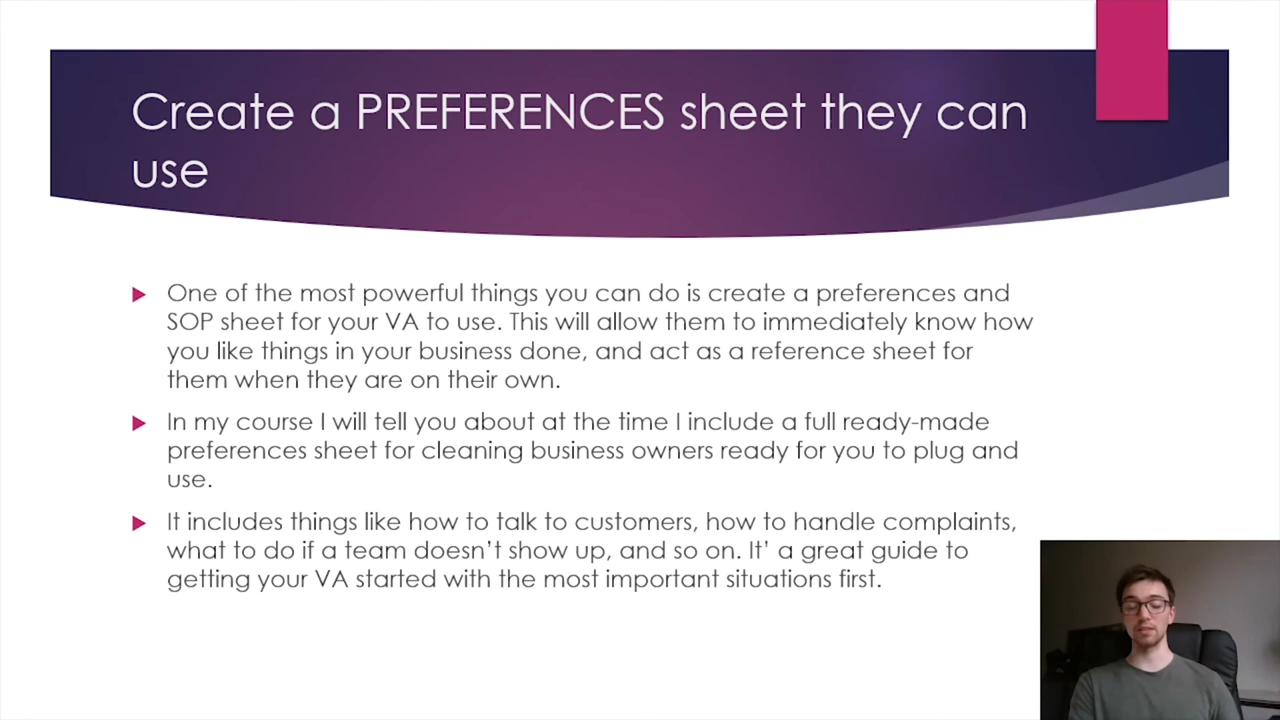 Create a PREFERENCES sheet they can
use
One of the most powerful things you can do is create a preferences and
SOP sheet for your VA to use. This will allow them to immediately know how
you like things in your business done, and act as a reference sheet for
them when they are on their own.
In my course I will tell you about at the time I include a full ready-made
preferences sheet for cleaning business owners ready for you to plug and
use.
It includes things like how to talk to customers, how to handle complaints,
what to do if a team doesn’t show up, and so on. It’ a great guide to
getting your VA started with the most important situations first.